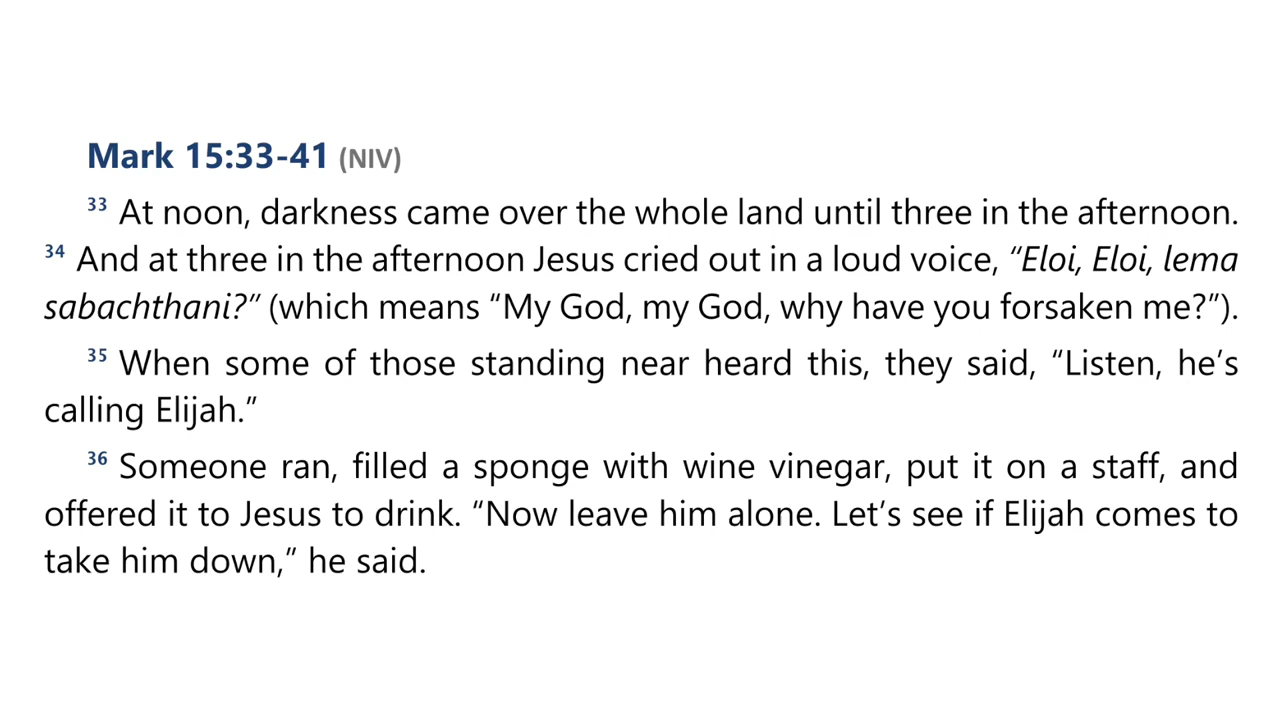 Mark 15:33-41 (NIV)
33 At noon, darkness came over the whole land until three in the afternoon.
34 And at three in the afternoon Jesus cried out in a loud voice, “Eloi, Eloi, lema
sabachthani?” (which means “My God, my God, why have you forsaken me?”).
35 When some of those standing near heard this, they said, “Listen, he’s
calling Elijah.”
36 Someone ran, filled a sponge with wine vinegar, put it on a staff, and
offered it to Jesus to drink. “Now leave him alone. Let’s see if Elijah comes to
take him down,” he said.